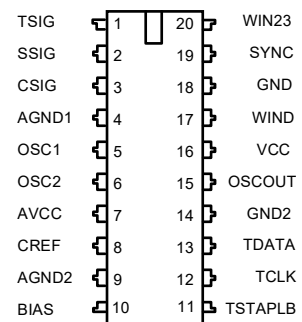 TSIG 1 20 WIN23
SSIG 2 19 SYNC
CSIG 3 18 GND
AGND1 4 17 WIND
OSC1 5 16 VCC
OSC2 6 15 OSCOUT
AVCC 7 14 GND2
CREF 8 13 TDATA
AGND2 9 12 TCLK
BIAS 10 11 TSTAPLB